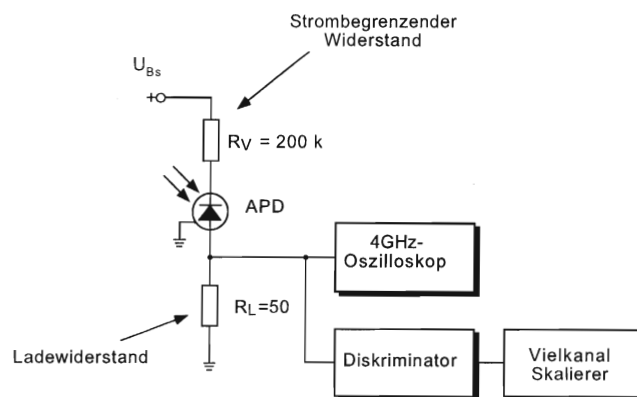 Strombegrenzender
Widerstand
U_Bs
+
R_V = 200 k
APD
4GHz-
Oszilloskop
R_L=50
Ladewiderstand
Diskriminator
Vielkanal
Skalierer